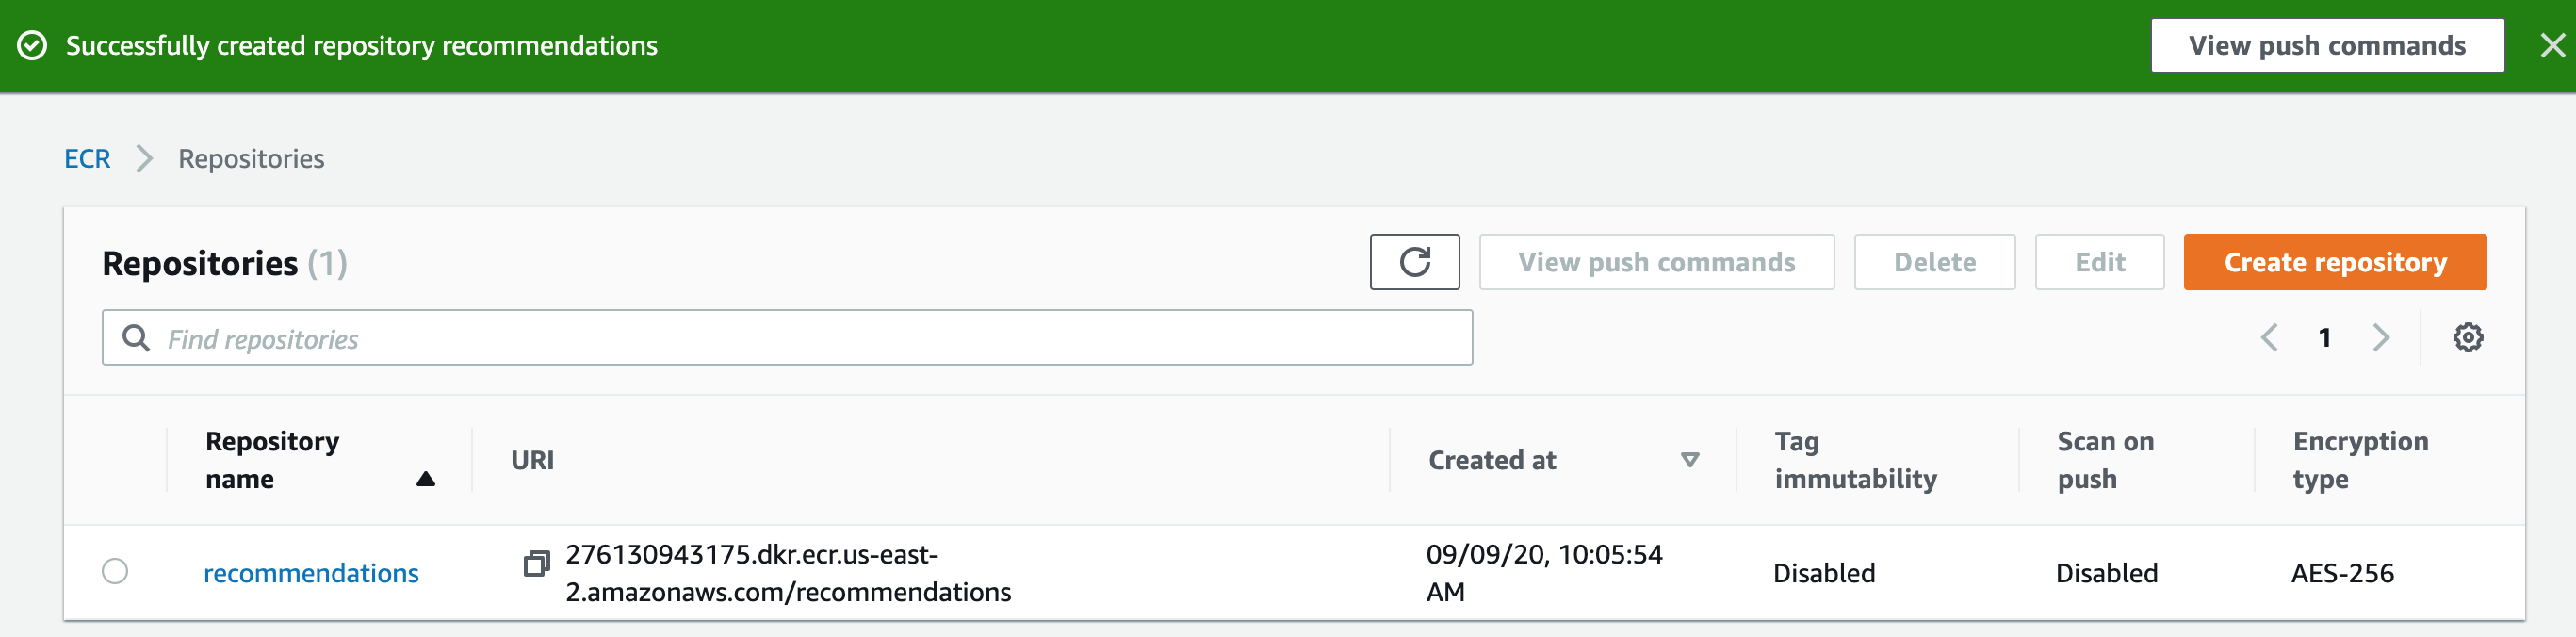 Successfully created repository recommendations
View push commands
ECR
Repositories
Repositories (1)
View push commands
Delete
Edit
Create repository
Find repositories
1
Repository
name
URI
Created at
Tag
immutability
Scan on
push
Encryption
type
recommendations
276130943175.dkr.ecr.us-east-
2.amazonaws.com/recommendations
09/09/20, 10:05:54
AM
Disabled
Disabled
AES-256